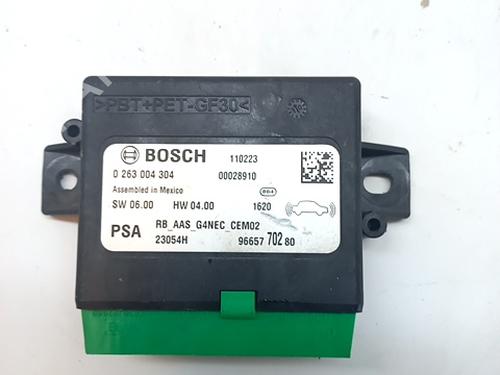 >PBT+PET-GF30<
BOSCH 110223
0 263 004 304 00028910
Assembled in Mexico 004
SW 06.00 HW 04.00 1620
RB_AAS_G4NEC_CEM02
PSA 23054H 96657 702 80